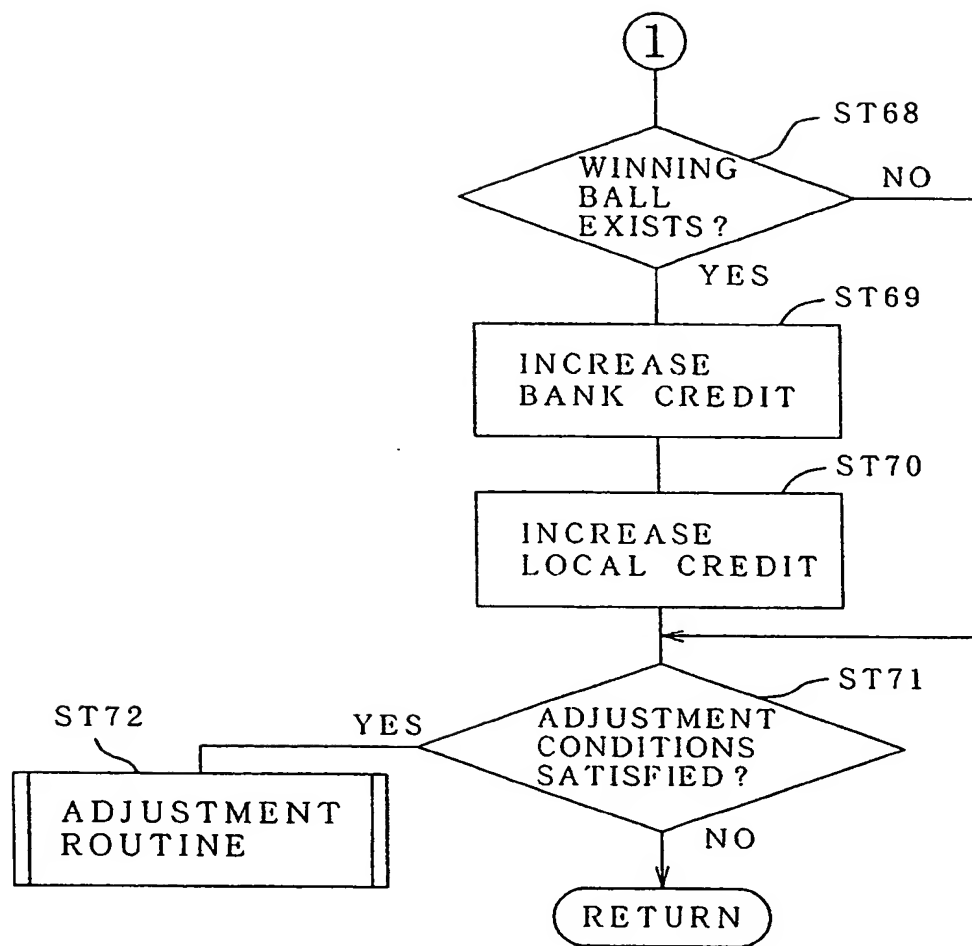 1
ST68
WINNING
BALL
EXISTS?
NO
YES
ST69
INCREASE
BANK CREDIT
ST70
INCREASE
LOCAL CREDIT
ST71
ADJUSTMENT
CONDITIONS
SATISFIED?
YES
ST72
ADJUSTMENT
ROUTINE
NO
RETURN